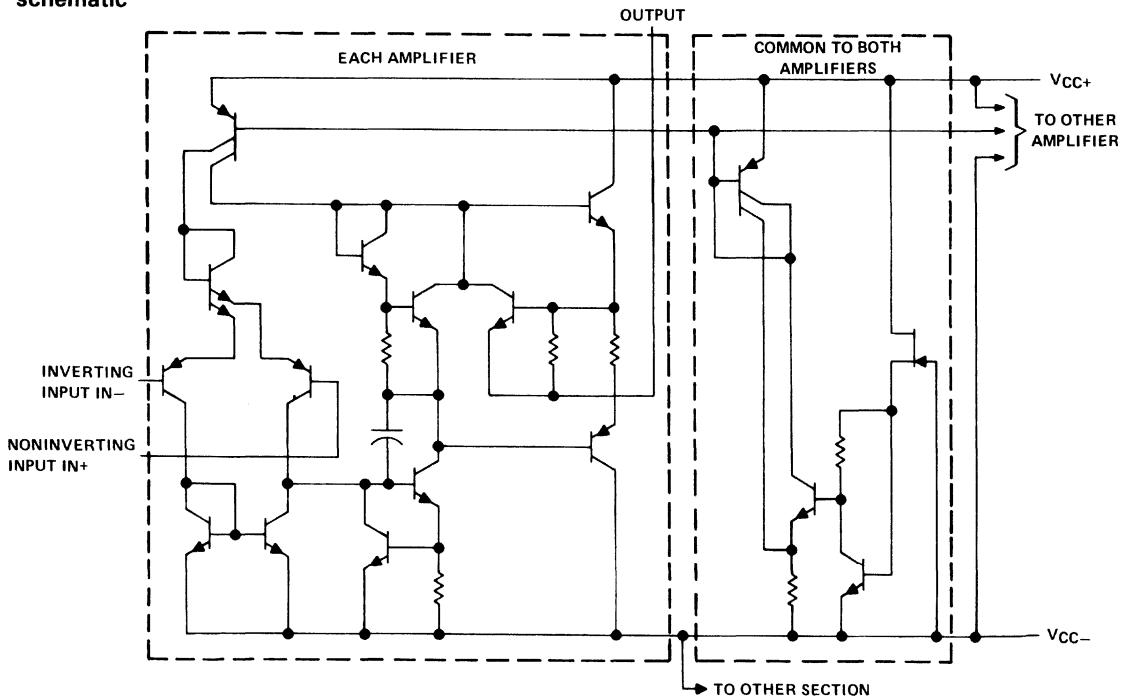 schematic
OUTPUT
EACH AMPLIFIER
COMMON TO BOTH
AMPLIFIERS
VCC+
TO OTHER
AMPLIFIER
INVERTING
INPUT IN−
NONINVERTING
INPUT IN+
VCC−
TO OTHER SECTION